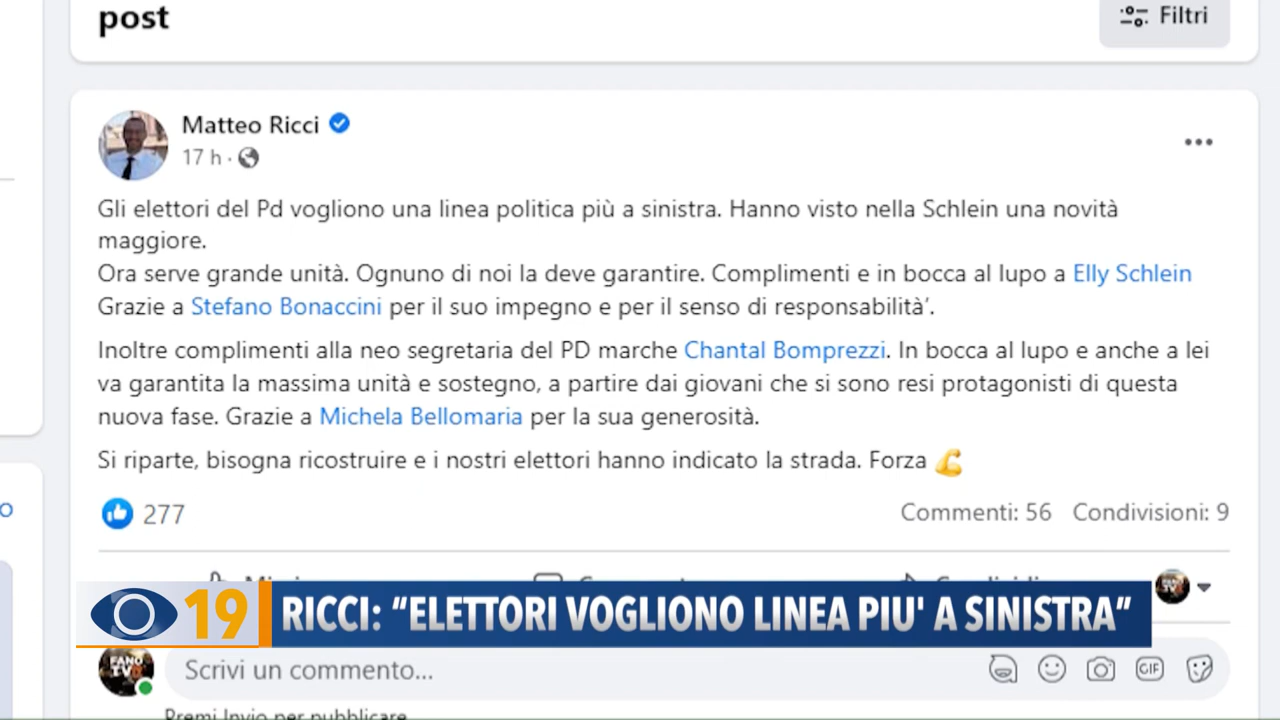 post
Filtri
Matteo Ricci
17 h ·
Gli elettori del Pd vogliono una linea politica più a sinistra. Hanno visto nella Schlein una novità
maggiore.
Ora serve grande unità. Ognuno di noi la deve garantire. Complimenti e in bocca al lupo a Elly Schlein
Grazie a Stefano Bonaccini per il suo impegno e per il senso di responsabilità’.
Inoltre complimenti alla neo segretaria del PD marche Chantal Bomprezzi. In bocca al lupo e anche a lei
va garantita la massima unità e sostegno, a partire dai giovani che si sono resi protagonisti di questa
nuova fase. Grazie a Michela Bellomaria per la sua generosità.
Si riparte, bisogna ricostruire e i nostri elettori hanno indicato la strada. Forza 💪
277
Commenti: 56 Condivisioni: 9
19
RICCI: “ELETTORI VOGLIONO LINEA PIU' A SINISTRA”
FANO
TV
Scrivi un commento...
GIF
Premi Invio per pubblicare